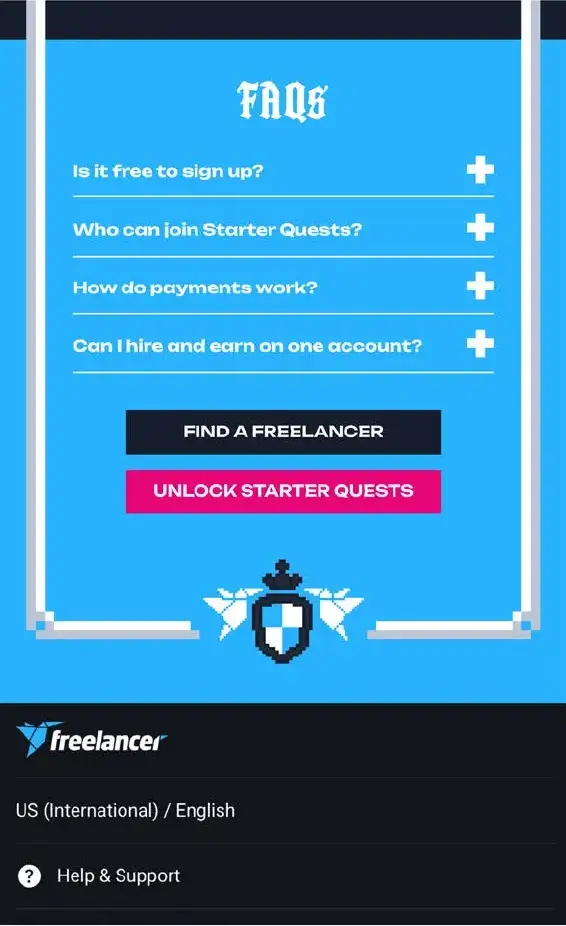 FAQs
Is it free to sign up?
Who can join Starter Quests?
How do payments work?
Can I hire and earn on one account?
FIND A FREELANCER
UNLOCK STARTER QUESTS
freelancer
US (International) / English
? Help & Support